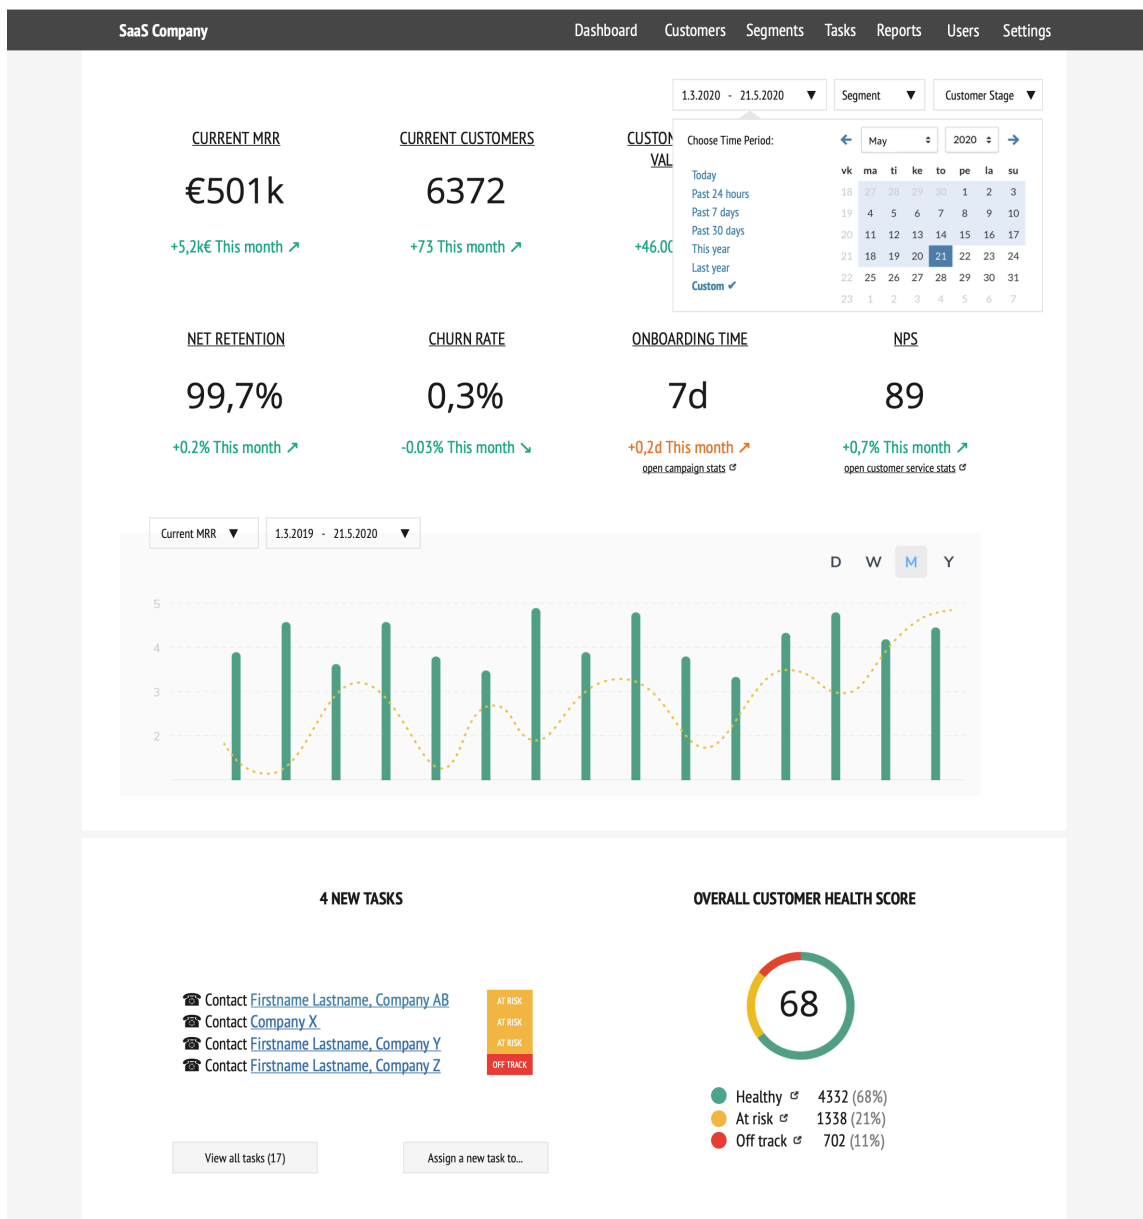 SaaS Company
Dashboard Customers Segments Tasks Reports Users Settings
1.3.2020 - 21.5.2020 ▼
Segment ▼
Customer Stage ▼
CURRENT MRR
€501k
+5,2k€ This month ↗
CURRENT CUSTOMERS
6372
+73 This month ↗
CUSTON
VAL
+46.00
Choose Time Period:
Today
Past 24 hours
Past 7 days
Past 30 days
This year
Last year
Custom ✔
← May 2020 →
vk ma ti ke to pe la su
18 27 28 29 30 1 2 3
19 4 5 6 7 8 9 10
20 11 12 13 14 15 16 17
21 18 19 20 21 22 23 24
22 25 26 27 28 29 30 31
23 1 2 3 4 5 6 7
NET RETENTION
99,7%
+0.2% This month ↗
CHURN RATE
0,3%
-0.03% This month ↘
ONBOARDING TIME
7d
+0,2d This month ↗
open campaign stats
NPS
89
+0,7% This month ↗
open customer service stats
Current MRR ▼
1.3.2019 - 21.5.2020 ▼
D W M Y
5
4
3
2
4 NEW TASKS
☎ Contact Firstname Lastname, Company AB AT RISK
☎ Contact Company X AT RISK
☎ Contact Firstname Lastname, Company Y AT RISK
☎ Contact Firstname Lastname, Company Z OFF TRACK
View all tasks (17)
Assign a new task to...
OVERALL CUSTOMER HEALTH SCORE
68
Healthy 4332 (68%)
At risk 1338 (21%)
Off track 702 (11%)